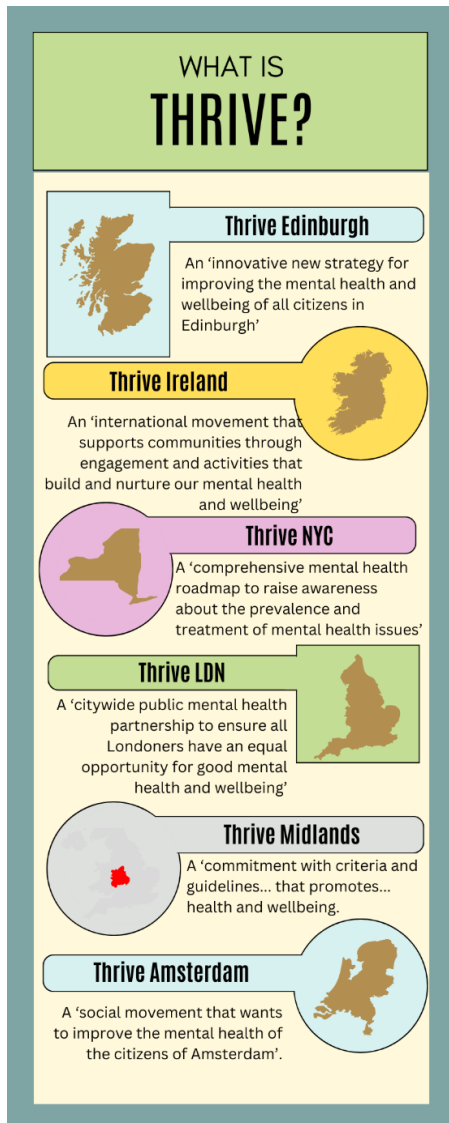 WHAT IS
THRIVE?
Thrive Edinburgh
An ‘innovative new strategy for
improving the mental health and
wellbeing of all citizens in
Edinburgh’
Thrive Ireland
An ‘international movement that
supports communities through
engagement and activities that
build and nurture our mental health
and wellbeing’
Thrive NYC
A ‘comprehensive mental health
roadmap to raise awareness
about the prevalence and
treatment of mental health issues’
Thrive LDN
A ‘citywide public mental health
partnership to ensure all
Londoners have an equal
opportunity for good mental
health and wellbeing’
Thrive Midlands
A ‘commitment with criteria and
guidelines... that promotes...
health and wellbeing.
Thrive Amsterdam
A ‘social movement that wants
to improve the mental health of
the citizens of Amsterdam’.